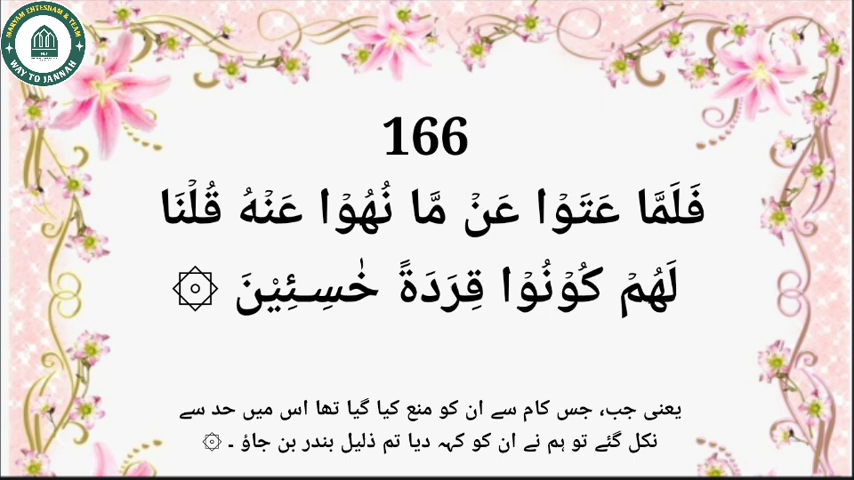 MARYAM EHTESHAM & TEAM
WAY TO JANNAH
166
فَلَمَّا عَتَوْا عَنْ مَّا نُهُوْا عَنْهُ قُلْنَا
لَهُمْ كُوْنُوْا قِرَدَةً خٰسِـِٕيْنَ ۞
یعنی جب، جس کام سے ان کو منع کیا گیا تھا اس میں حد سے
نکل گئے تو ہم نے ان کو کہہ دیا تم ذلیل بندر بن جاؤ ۔ ۞